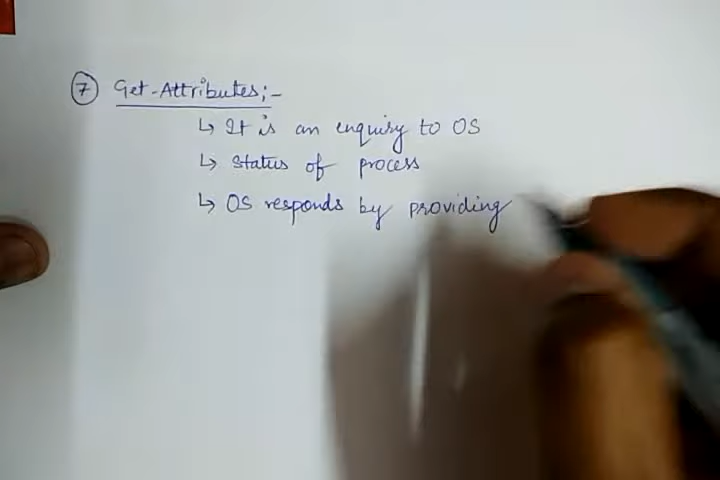 7 Get-Attributes;-
↳ It is an enquiry to OS
↳ Status of process
↳ OS responds by providing